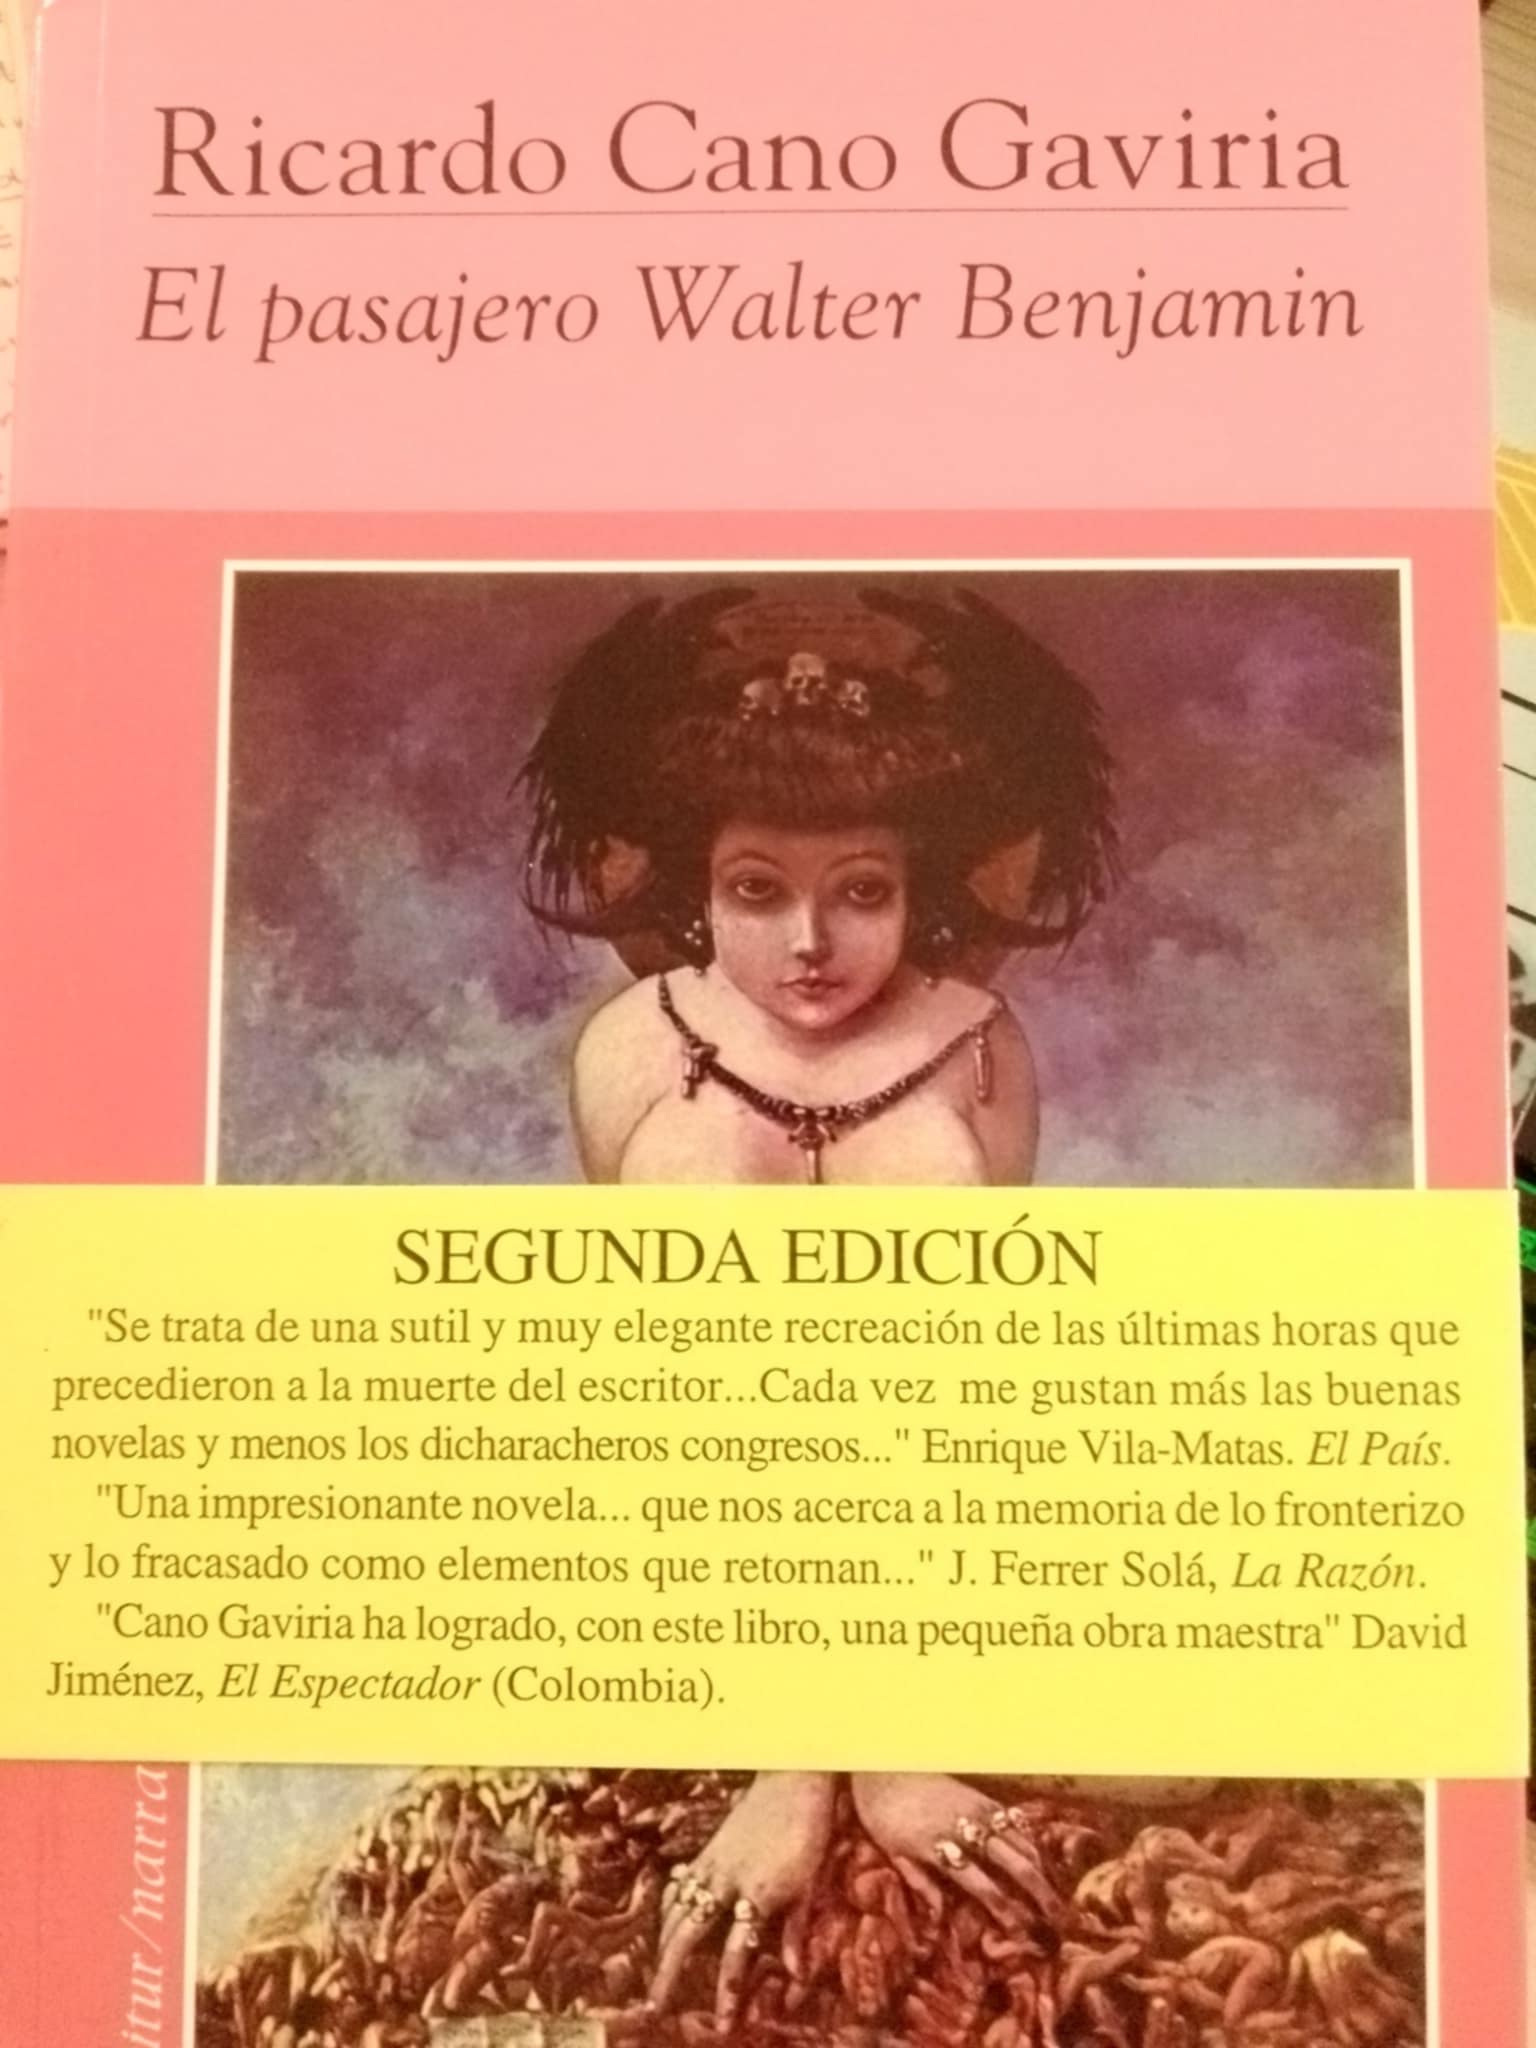 Ricardo Cano Gaviria
El pasajero Walter Benjamin
SEGUNDA EDICIÓN
"Se trata de una sutil y muy elegante recreación de las últimas horas que
precedieron a la muerte del escritor...Cada vez me gustan más las buenas
novelas y menos los dicharacheros congresos..." Enrique Vila-Matas. El País.
"Una impresionante novela... que nos acerca a la memoria de lo fronterizo
y lo fracasado como elementos que retornan..." J. Ferrer Solá, La Razón.
"Cano Gaviria ha logrado, con este libro, una pequeña obra maestra" David
Jiménez, El Espectador (Colombia).
itur/narra